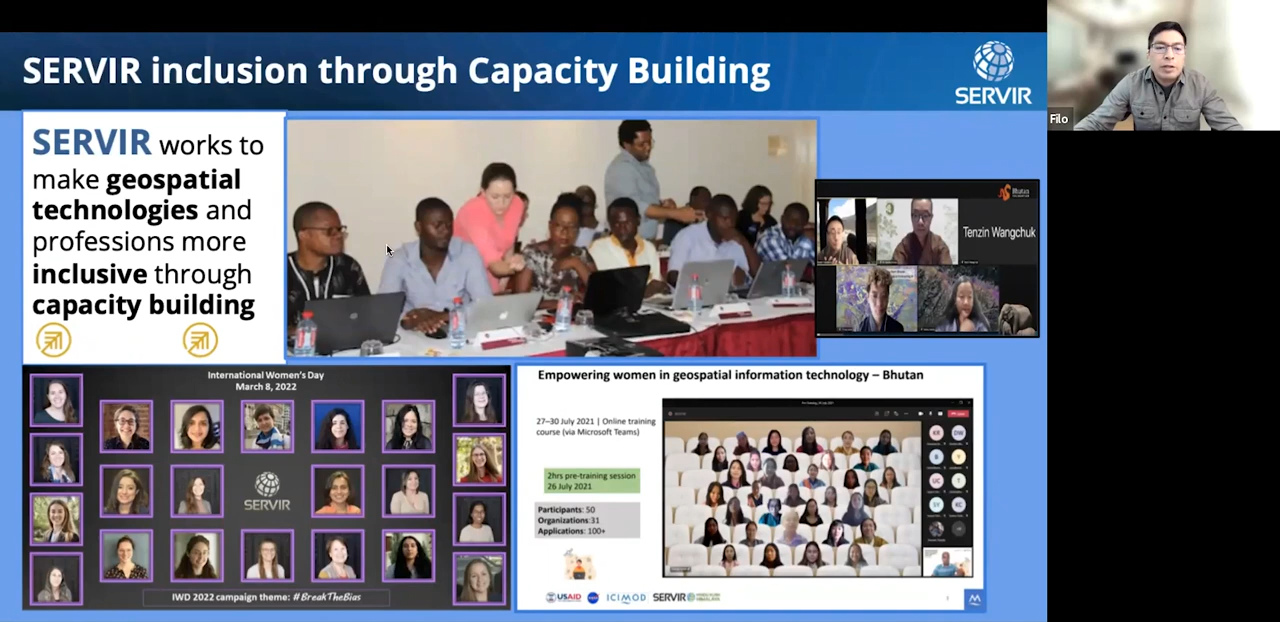 SERVIR inclusion through Capacity Building
SERVIR
Filo
SERVIR works to
make geospatial
technologies and
professions more
inclusive through
capacity building
Bhutan
Tenzin Wangchuk
International Women's Day
March 8, 2022
SERVIR
IWD 2022 campaign theme: #BreakTheBias
Empowering women in geospatial information technology – Bhutan
27–30 July 2021 | Online training
course (via Microsoft Teams)
2hrs pre-training session
26 July 2021
Participants: 50
Organizations:31
Applications: 100+
USAID
ICIMOD
SERVIR